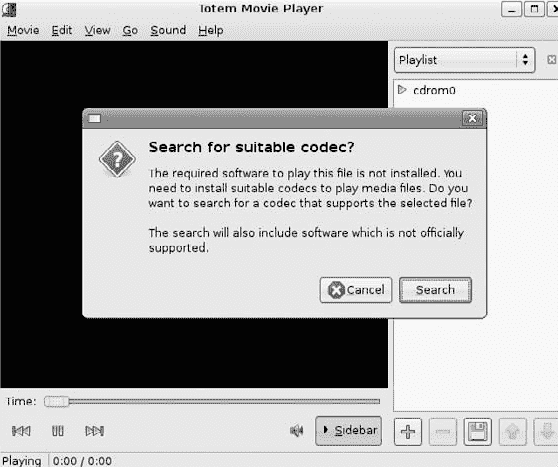 Totem Movie Player
Movie Edit View Go Sound Help
Playlist
cdrom0
Search for suitable codec?
The required software to play this file is not installed. You
need to install suitable codecs to play media files. Do you
want to search for a codec that supports the selected file?
The search will also include software which is not officially
supported.
Cancel Search
Time:
Sidebar
Playing 0:00 / 0:00